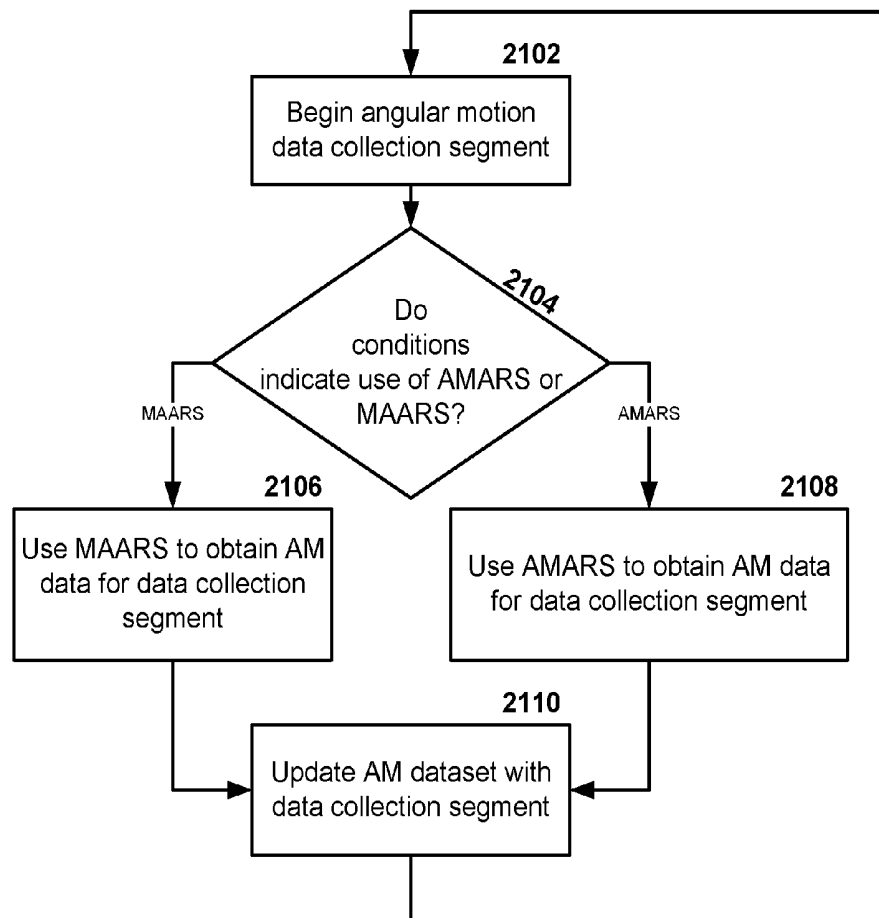 2102
Begin angular motion
data collection segment
2104
Do
conditions
indicate use of AMARS or
MAARS?
MAARS
AMARS
2106
Use MAARS to obtain AM
data for data collection
segment
2108
Use AMARS to obtain AM data
for data collection segment
2110
Update AM dataset with
data collection segment